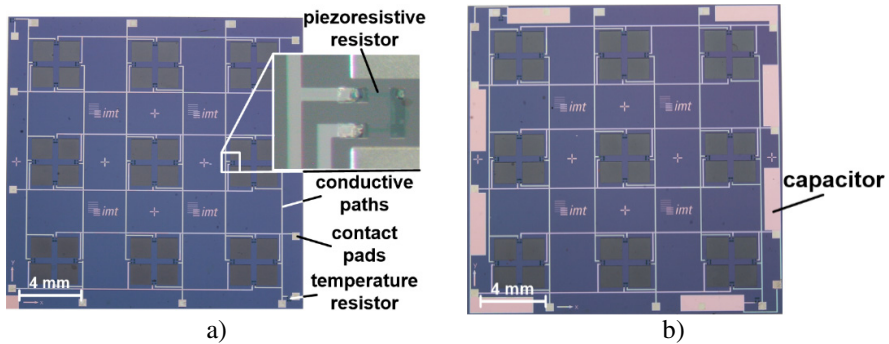 piezoresistive
resistor
imt
imt
conductive
paths
imt
imt
contact
pads
temperature
resistor
4 mm
a)
imt
imt
capacitor
imt
imt
4 mm
b)